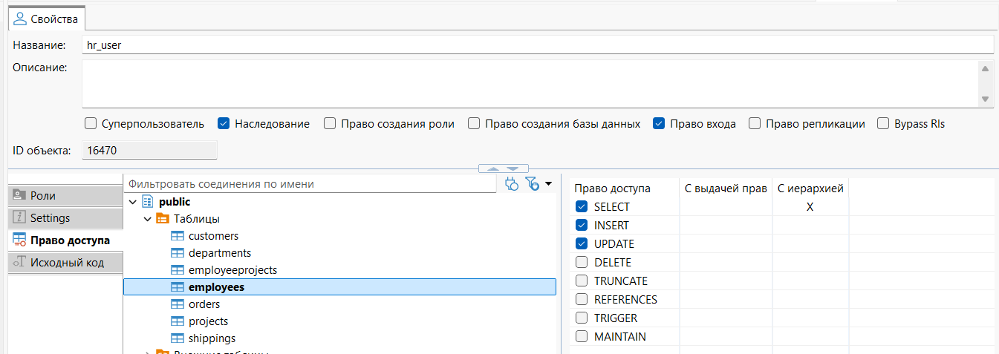 Свойства
Название: hr_user
Описание:
Суперпользователь Наследование Право создания роли Право создания базы данных Право входа Право репликации Bypass Rls
ID объекта: 16470
Роли
Settings
Право доступа
Исходный код
Фильтровать соединения по имени
public
Таблицы
customers
departments
employeeprojects
employees
orders
projects
shippings
Право доступа С выдачей прав С иерархией
SELECT X
INSERT
UPDATE
DELETE
TRUNCATE
REFERENCES
TRIGGER
MAINTAIN